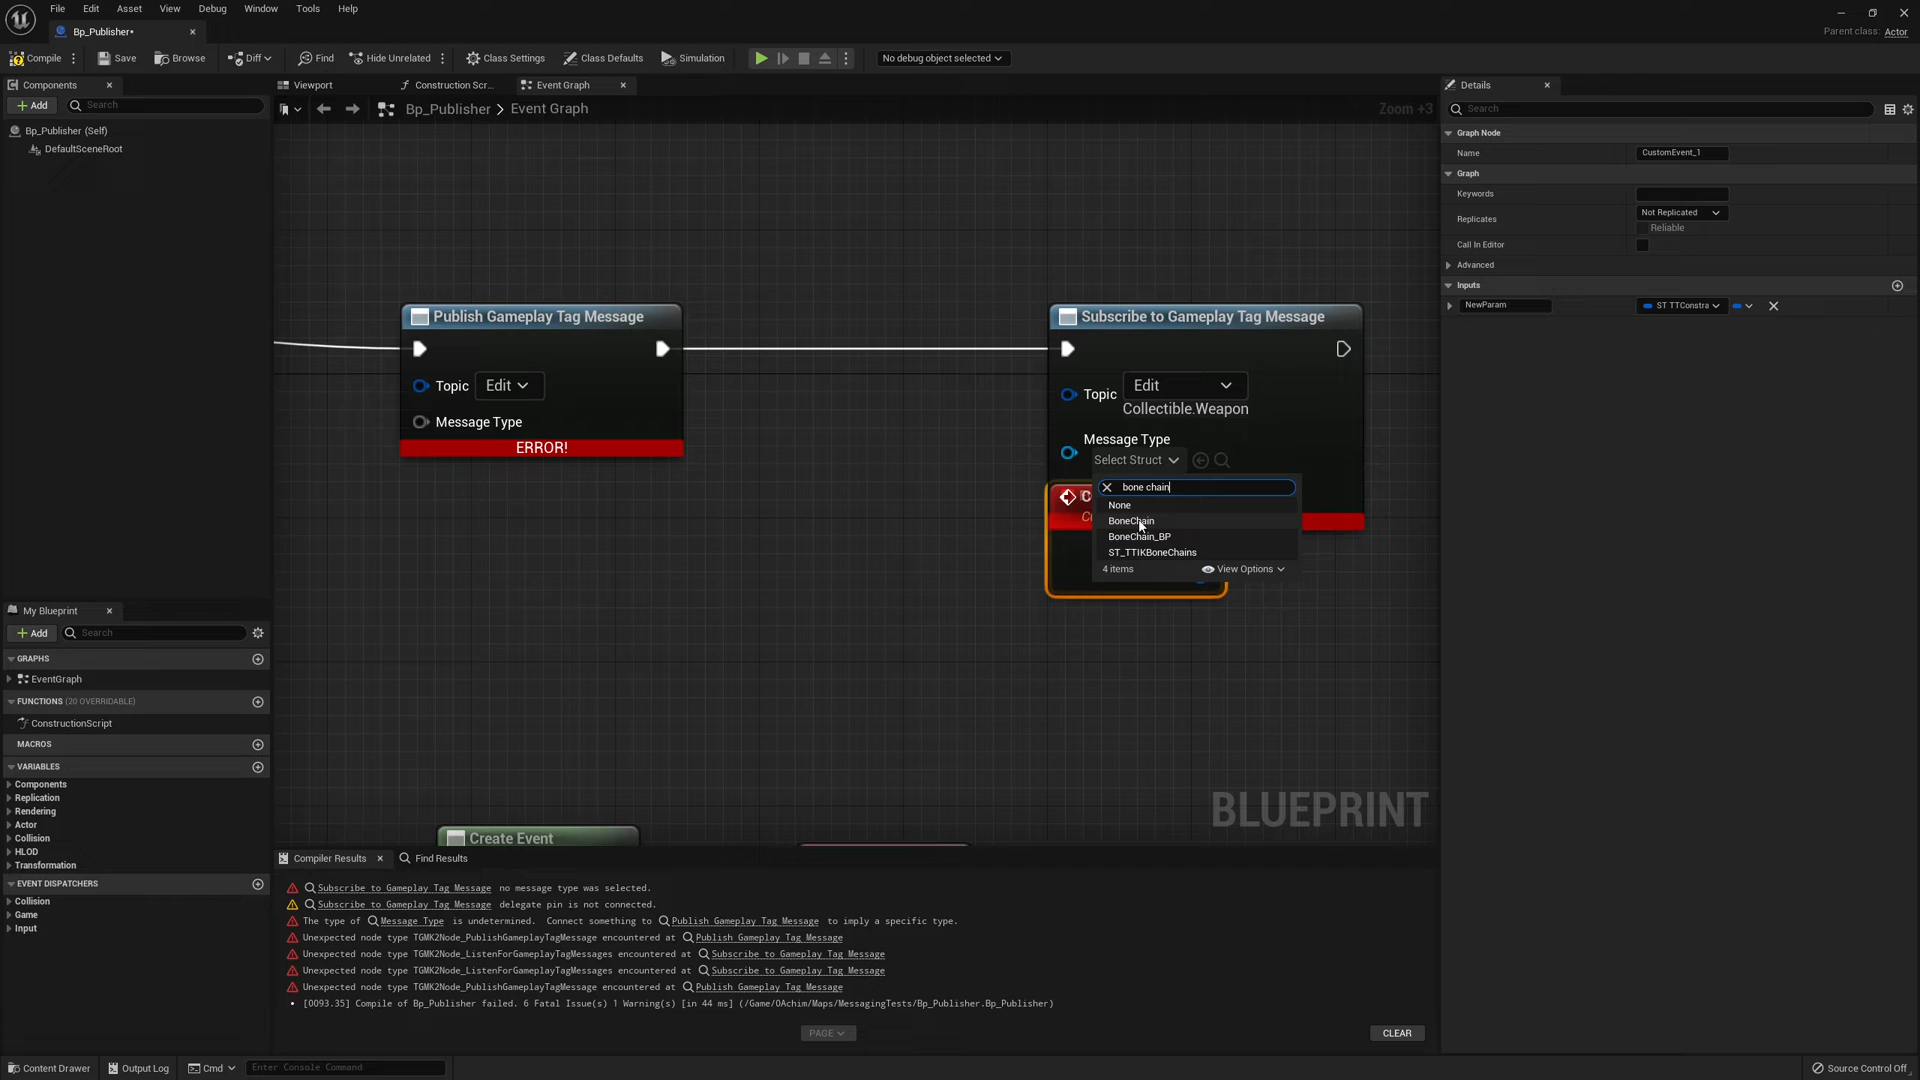 File Edit Asset View Debug Window Tools Help
Bp_Publisher*
Parent class: Actor
Compile Save Browse Diff Find Hide Unrelated Class Settings Class Defaults Simulation No debug object selected
Components
Add Search
Bp_Publisher (Self)
DefaultSceneRoot
Viewport Construction Scr... Event Graph
Bp_Publisher > Event Graph
Zoom +3
Publish Gameplay Tag Message
Topic Edit
Message Type
ERROR!
Subscribe to Gameplay Tag Message
Topic Edit
Collectible.Weapon
Message Type
Select Struct
bone chain
None
BoneChain
BoneChain_BP
ST_TTIKBoneChains
4 items View Options
Create Event
BLUEPRINT
My Blueprint
Add Search
GRAPHS
EventGraph
FUNCTIONS (20 OVERRIDABLE)
ConstructionScript
MACROS
VARIABLES
Components
Replication
Rendering
Actor
Collision
HLOD
Transformation
EVENT DISPATCHERS
Collision
Game
Input
Compiler Results Find Results
Subscribe to Gameplay Tag Message no message type was selected.
Subscribe to Gameplay Tag Message delegate pin is not connected.
The type of Message Type is undetermined. Connect something to Publish Gameplay Tag Message to imply a specific type.
Unexpected node type TGMK2Node_PublishGameplayTagMessage encountered at Publish Gameplay Tag Message
Unexpected node type TGMK2Node_ListenForGameplayTagMessages encountered at Subscribe to Gameplay Tag Message
Unexpected node type TGMK2Node_ListenForGameplayTagMessages encountered at Subscribe to Gameplay Tag Message
Unexpected node type TGMK2Node_PublishGameplayTagMessage encountered at Publish Gameplay Tag Message
[0093.35] Compile of Bp_Publisher failed. 6 Fatal Issue(s) 1 Warning(s) [in 44 ms] (/Game/OAchim/Maps/MessagingTests/Bp_Publisher.Bp_Publisher)
PAGE CLEAR
Details
Search
Graph Node
Name CustomEvent_1
Graph
Keywords
Replicates Not Replicated
Reliable
Call In Editor
Advanced
Inputs
NewParam ST TTConstra
Content Drawer Output Log Cmd Enter Console Command Source Control Off